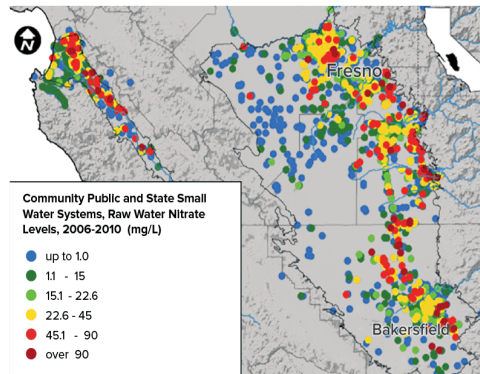 N
Fresno
Community Public and State Small
Water Systems, Raw Water Nitrate
Levels, 2006-2010 (mg/L)
up to 1.0
1.1 - 15
15.1 - 22.6
22.6 - 45
45.1 - 90
over 90
Bakersfield